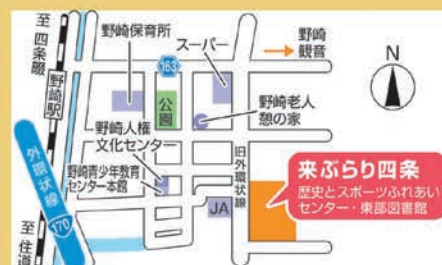 至
四条畷
野崎駅
外環状線
170
至
住道
野崎保育所
163
スーパー
野崎
観音
N
公園
野崎老人
憩の家
野崎人権
文化センター
野崎青少年教育
センター本館
旧外環状線
JA
来ぶらり四条
歴史とスポーツふれあい
センター・東部図書館